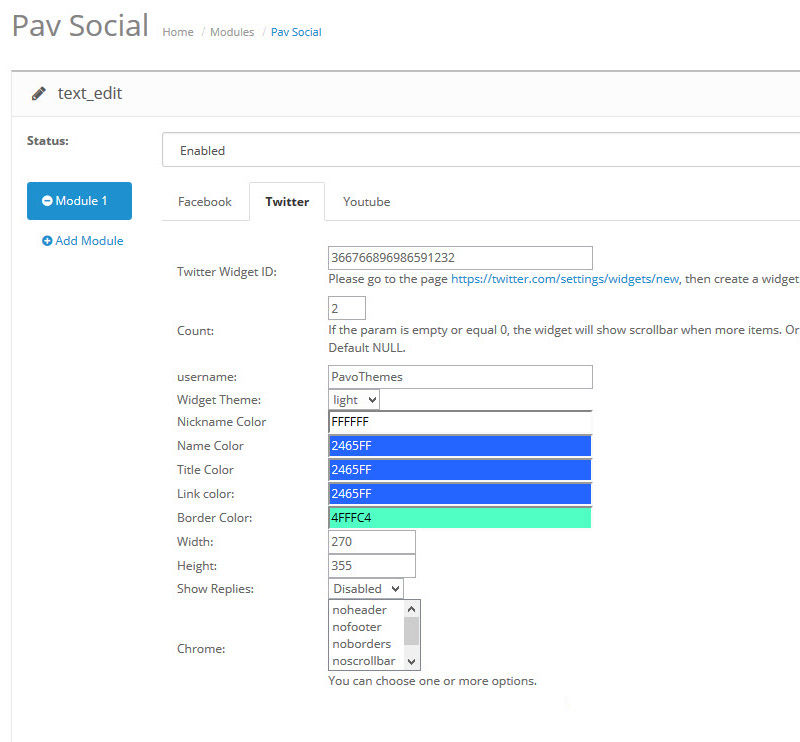 Pav Social Home / Modules / Pav Social
text_edit
Status:
Enabled
Module 1
Add Module
Facebook Twitter Youtube
Twitter Widget ID:
366766896986591232
Please go to the page https://twitter.com/settings/widgets/new, then create a widget
Count:
2
If the param is empty or equal 0, the widget will show scrollbar when more items. Or
Default NULL.
username: PavoThemes
Widget Theme: light
Nickname Color FFFFFF
Name Color 2465FF
Title Color 2465FF
Link color: 2465FF
Border Color: 4FFFC4
Width: 270
Height: 355
Show Replies: Disabled
Chrome:
noheader
nofooter
noborders
noscrollbar
You can choose one or more options.